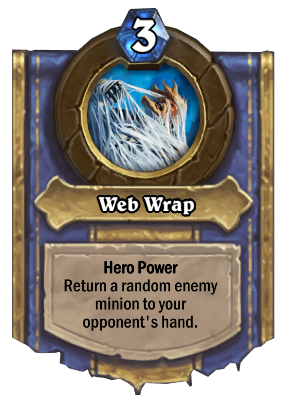 3
Web Wrap
Hero Power
Return a random enemy
minion to your
opponent's hand.